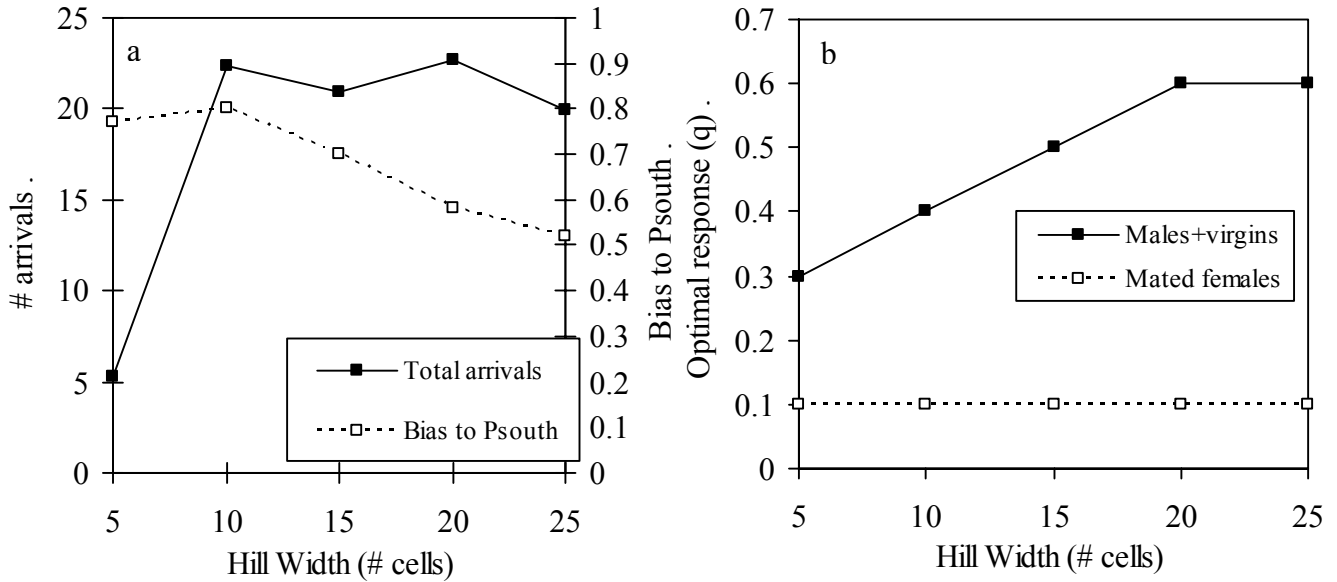 a
25
20
15
10
5
0
# arrivals .
1
0.9
0.8
0.7
0.6
0.5
0.4
0.3
0.2
0.1
0
Bias to Psouth .
Total arrivals
Bias to Psouth
5 10 15 20 25
Hill Width (# cells)
b
0.7
0.6
0.5
0.4
0.3
0.2
0.1
0
Optimal response (q) .
Males+virgins
Mated females
5 10 15 20 25
Hill Width (# cells)